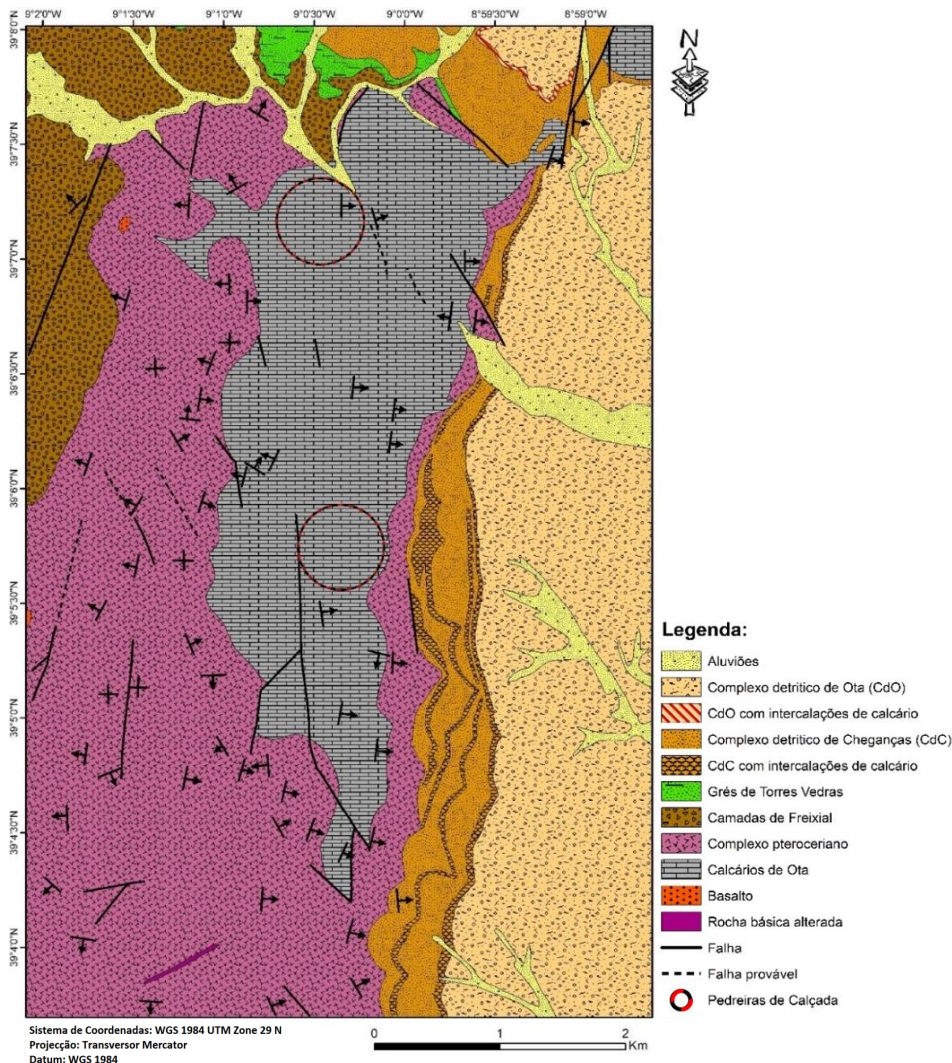 9°2'0"W 9°1'30"W 9°1'0"W 9°0'30"W 9°0'0"W 8°59'30"W 8°59'0"W
39°8'0"N
39°7'30"N
39°7'0"N
39°6'30"N
39°6'0"N
39°5'30"N
39°5'0"N
39°4'30"N
39°4'0"N
N
Legenda:
Aluviões
Complexo detritico de Ota (CdO)
CdO com intercalações de calcário
Complexo detritico de Cheganças (CdC)
CdC com intercalações de calcário
Grés de Torres Vedras
Camadas de Freixial
Complexo pteroceriano
Calcários de Ota
Basalto
Rocha básica alterada
Falha
Falha provável
Pedreiras de Calçada
Sistema de Coordenadas: WGS 1984 UTM Zone 29 N
Projecção: Transversor Mercator
Datum: WGS 1984
0 1 2
Km